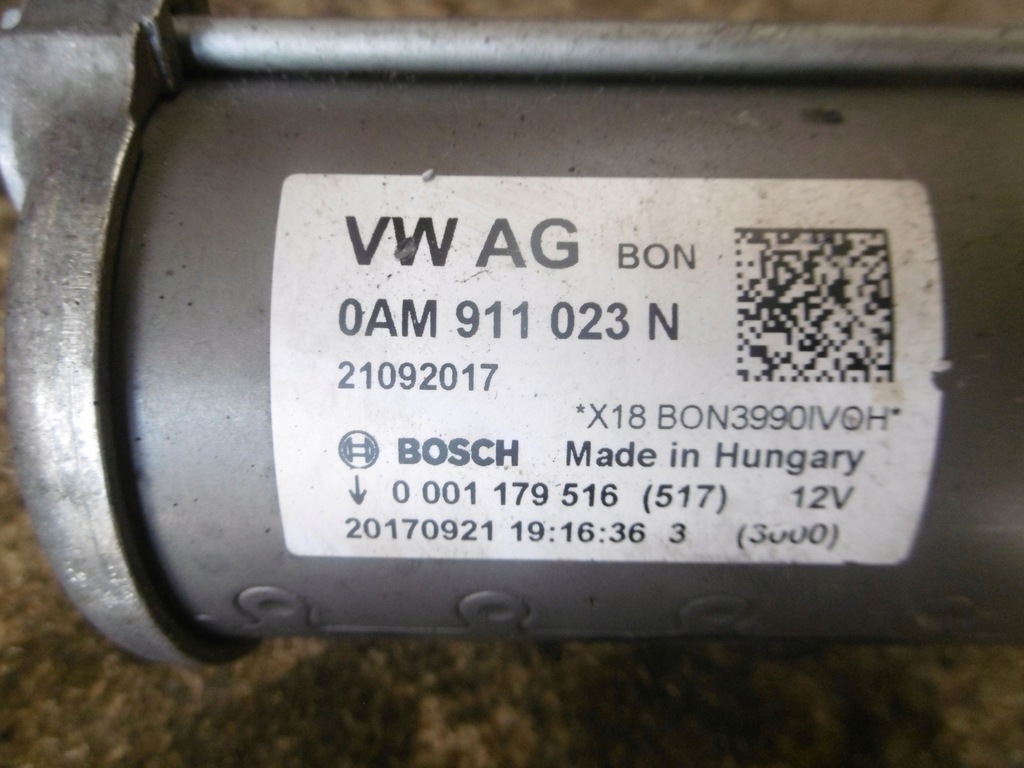 VW AG BON
0AM 911 023 N
21092017
*X18 BON3990IVOH*
BOSCH Made in Hungary
↓ 0 001 179 516 (517) 12V
20170921 19:16:36 3 (3000)